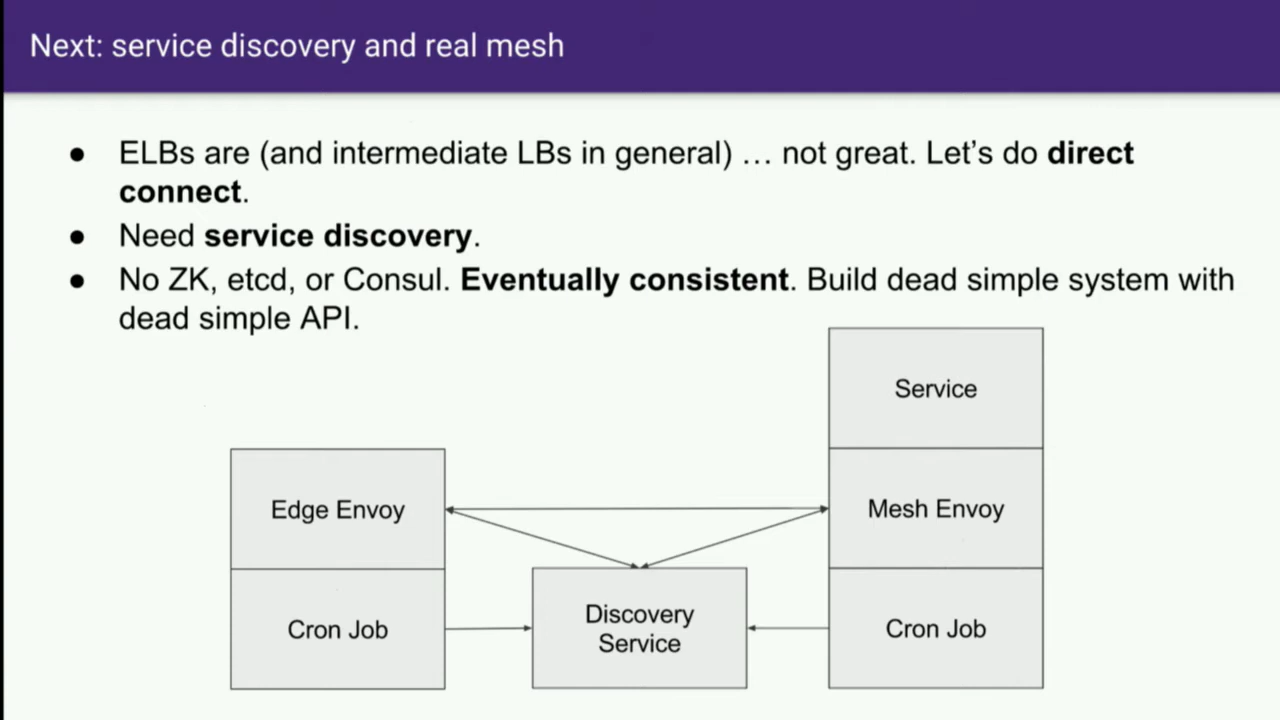 Next: service discovery and real mesh
● ELBs are (and intermediate LBs in general) … not great. Let's do direct
connect.
● Need service discovery.
● No ZK, etcd, or Consul. Eventually consistent. Build dead simple system with
dead simple API.
Service
Edge Envoy
Mesh Envoy
Cron Job
Discovery
Service
Cron Job